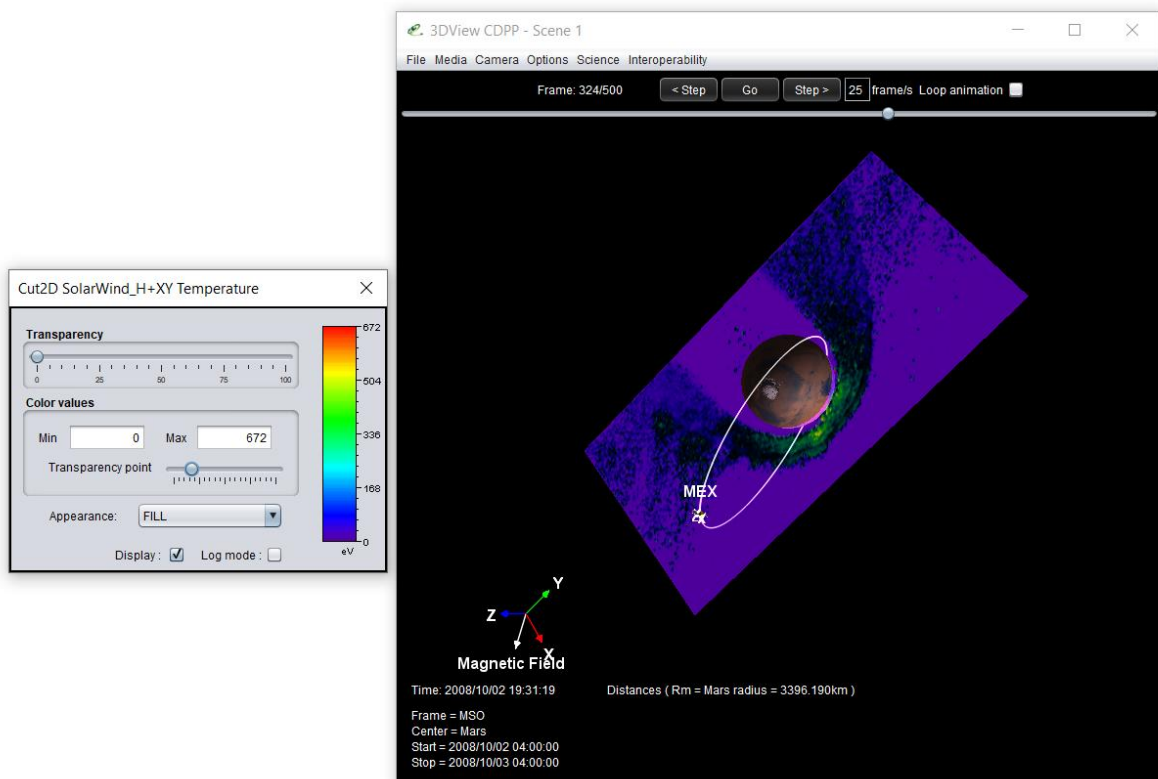 3DView CDPP - Scene 1
File Media Camera Options Science Interoperability
Frame: 324/500 < Step Go Step > 25 frame/s Loop animation
Cut2D SolarWind_H+XY Temperature
Transparency
0 25 50 75 100
Color values
Min 0 Max 672
Transparency point
Appearance: FILL
Display : Log mode :
672
504
336
168
0
eV
MEX
Y
Z
X
Magnetic Field
Time: 2008/10/02 19:31:19 Distances ( Rm = Mars radius = 3396.190km )
Frame = MSO
Center = Mars
Start = 2008/10/02 04:00:00
Stop = 2008/10/03 04:00:00